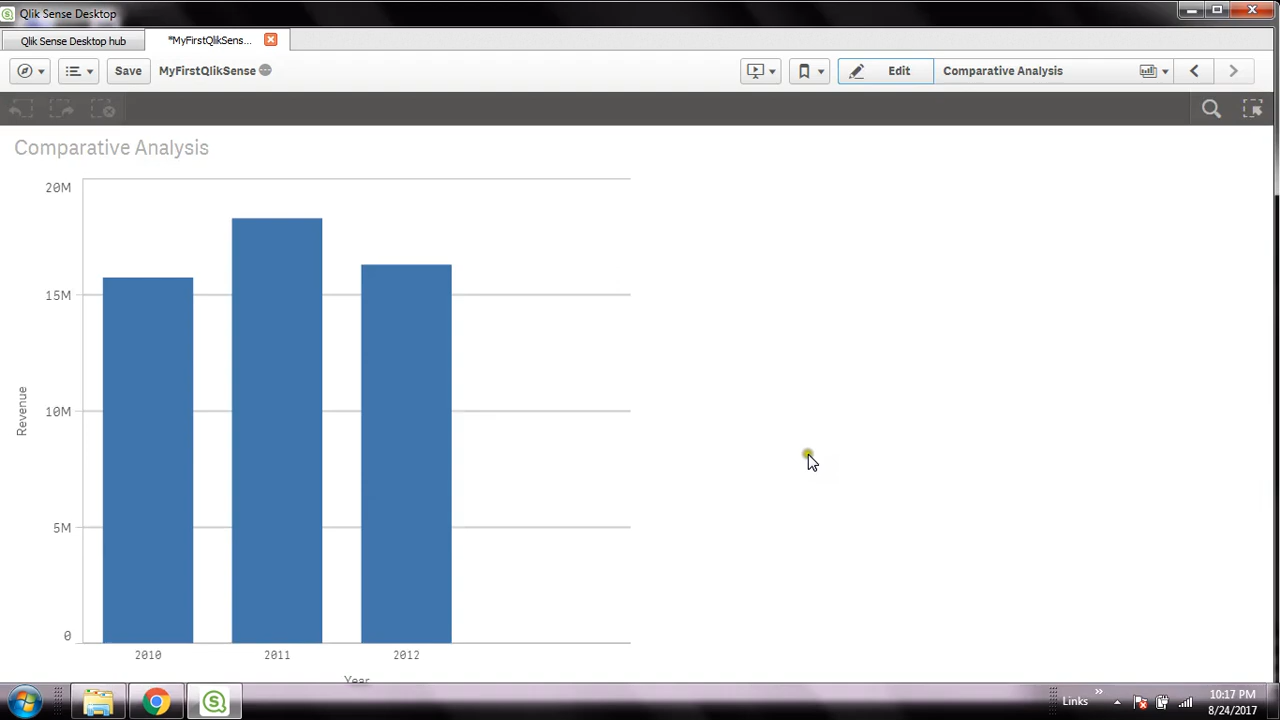 Qlik Sense Desktop
Qlik Sense Desktop hub
*MyFirstQlikSens...
Save
MyFirstQlikSense
Edit
Comparative Analysis
Comparative Analysis
20M
15M
10M
5M
0
Revenue
2010
2011
2012
Year
Links
10:17 PM
8/24/2017